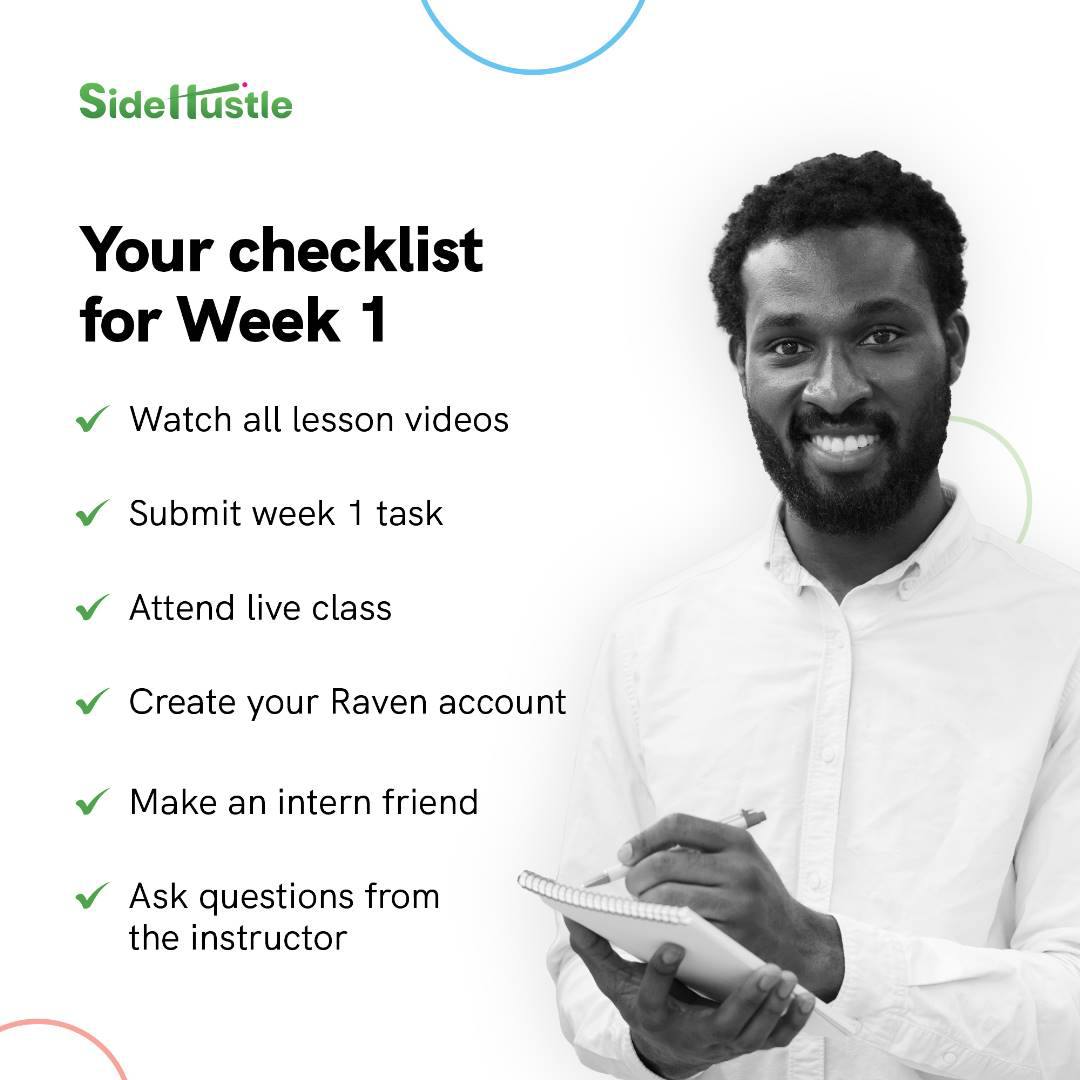 SideHustle
Your checklist
for Week 1
Watch all lesson videos
Submit week 1 task
Attend live class
Create your Raven account
Make an intern friend
Ask questions from
the instructor